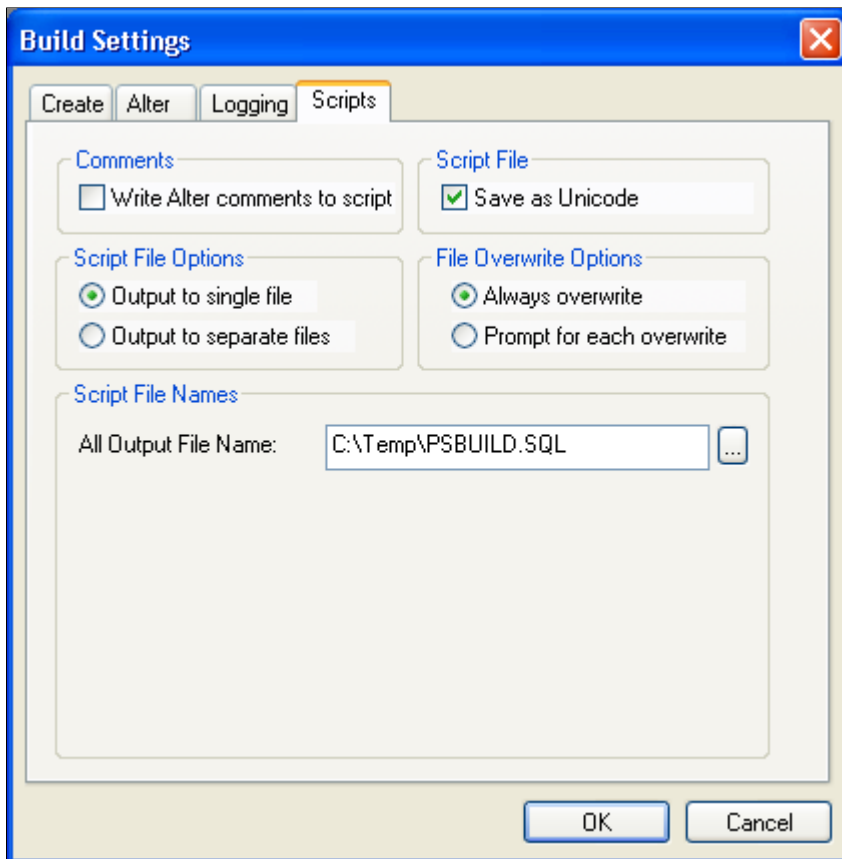 Build Settings
Create Alter Logging Scripts
Comments
Write Alter comments to script
Script File
Save as Unicode
Script File Options
Output to single file
Output to separate files
File Overwrite Options
Always overwrite
Prompt for each overwrite
Script File Names
All Output File Name: C:\Temp\PSBUILD.SQL ...
OK Cancel